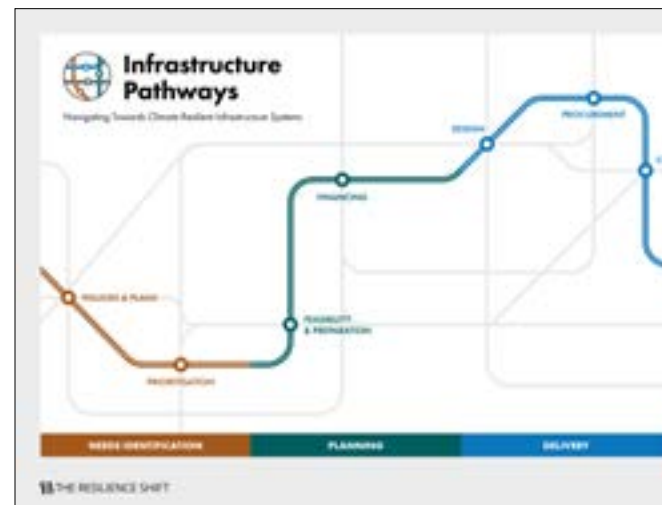 Infrastructure
Pathways
Navigating Towards Climate Resilient Infrastructure Systems
DESIGN
PROCUREMENT
FINANCING
POLICIES & PLANS
FEASIBILITY
& PREPARATION
PRIORITISATION
NEEDS IDENTIFICATION
PLANNING
DELIVERY
THE RESILIENCE SHIFT